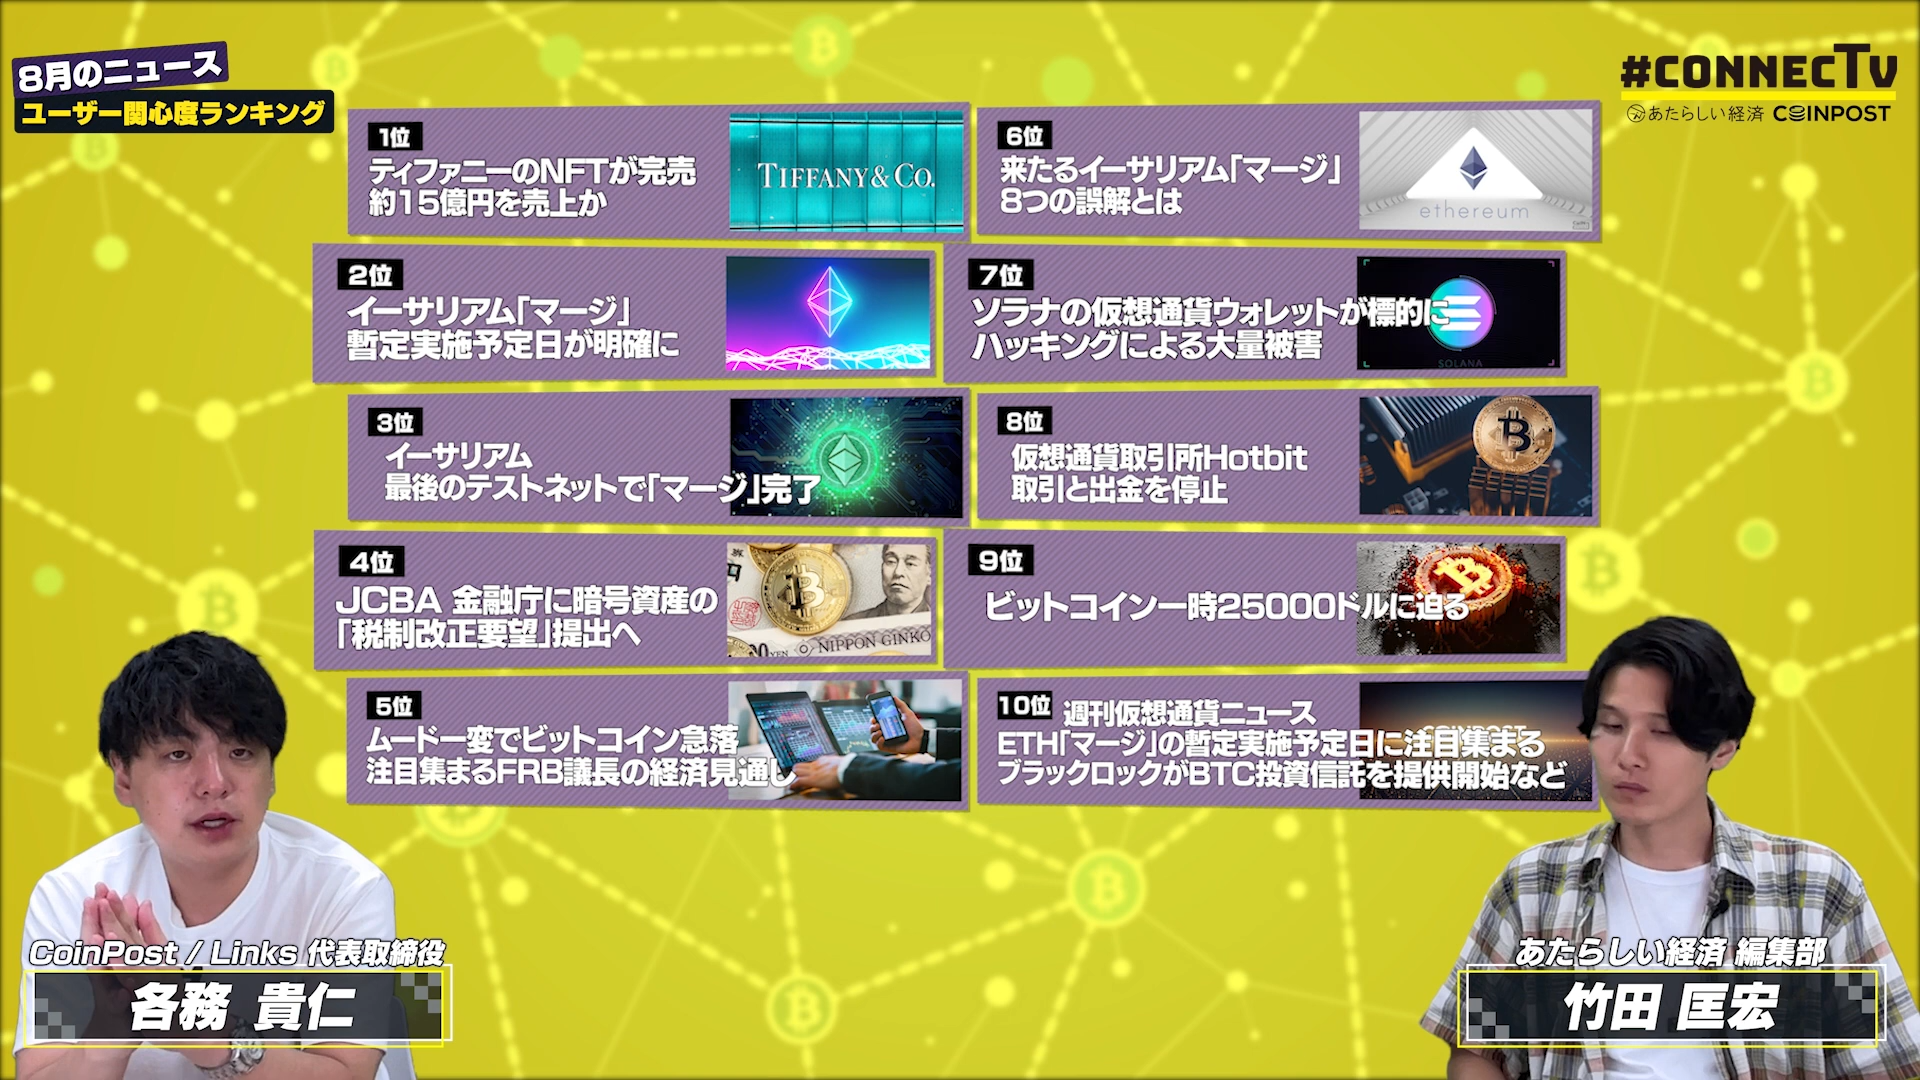 8月のニュース
ユーザー関心度ランキング
#CONNECTV
あたらしい経済 COINPOST
1位
ティファニーのNFTが完売
約15億円を売上か
TIFFANY & CO.
2位
イーサリアム「マージ」
暫定実施予定日が明確に
3位
イーサリアム
最後のテストネットで「マージ」完了
4位
JCBA 金融庁に暗号資産の
「税制改正要望」提出へ
NIPPON GINKO
YEN
5位
ムード一変でビットコイン急落
注目集まるFRB議長の経済見通し
6位
来たるイーサリアム「マージ」
8つの誤解とは
ethereum
7位
ソラナの仮想通貨ウォレットが標的に
ハッキングによる大量被害
SOLANA
8位
仮想通貨取引所Hotbit
取引と出金を停止
9位
ビットコイン一時25000ドルに迫る
10位
週刊仮想通貨ニュース
ETH「マージ」の暫定実施予定日に注目集まる
ブラックロックがBTC投資信託を提供開始など
COINPOST
CoinPost / Links 代表取締役
各務 貴仁
あたらしい経済 編集部
竹田 匡宏